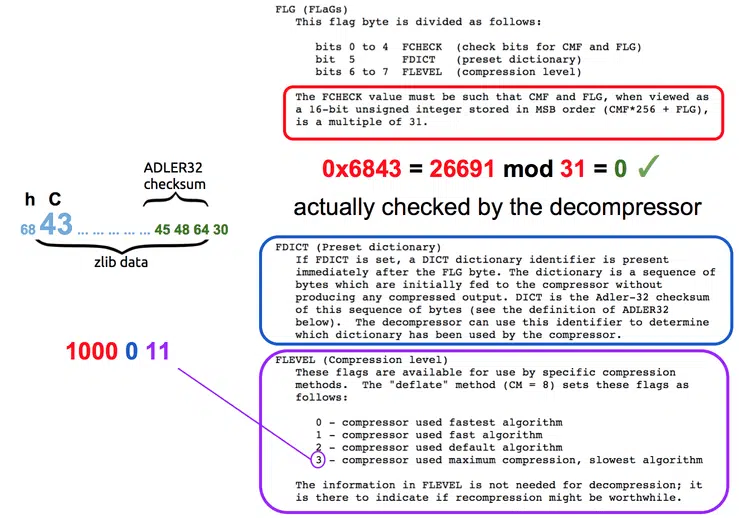 FLG (FLaGs)
This flag byte is divided as follows:
bits 0 to 4 FCHECK (check bits for CMF and FLG)
bit 5 FDICT (preset dictionary)
bits 6 to 7 FLEVEL (compression level)
The FCHECK value must be such that CMF and FLG, when viewed as
a 16-bit unsigned integer stored in MSB order (CMF*256 + FLG),
is a multiple of 31.
0x6843 = 26691 mod 31 = 0 ✓
actually checked by the decompressor
ADLER32
checksum
h C
68 43 ... ... ... ... ... 45 48 64 30
zlib data
FDICT (Preset dictionary)
If FDICT is set, a DICT dictionary identifier is present
immediately after the FLG byte. The dictionary is a sequence of
bytes which are initially fed to the compressor without
producing any compressed output. DICT is the Adler-32 checksum
of this sequence of bytes (see the definition of ADLER32
below). The decompressor can use this identifier to determine
which dictionary has been used by the compressor.
1000 0 11
FLEVEL (Compression level)
These flags are available for use by specific compression
methods. The "deflate" method (CM = 8) sets these flags as
follows:
0 - compressor used fastest algorithm
1 - compressor used fast algorithm
2 - compressor used default algorithm
3 - compressor used maximum compression, slowest algorithm
The information in FLEVEL is not needed for decompression; it
is there to indicate if recompression might be worthwhile.